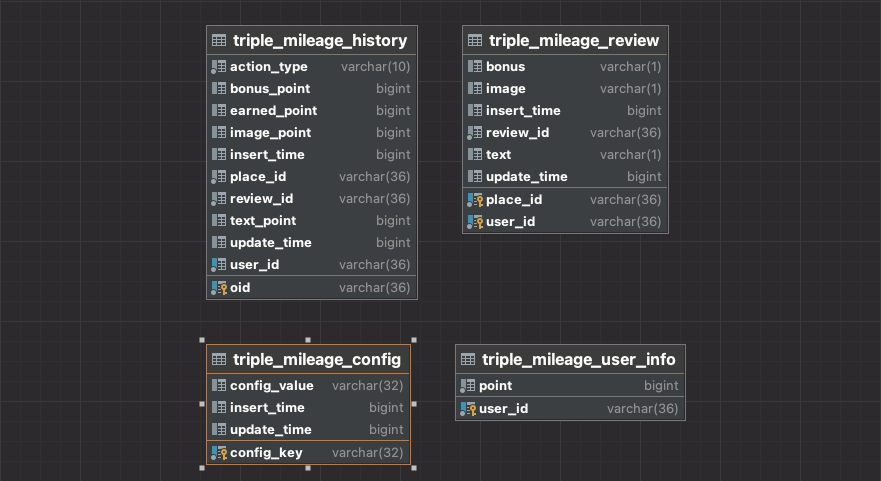 triple_mileage_history
action_type varchar(10)
bonus_point bigint
earned_point bigint
image_point bigint
insert_time bigint
place_id varchar(36)
review_id varchar(36)
text_point bigint
update_time bigint
user_id varchar(36)
oid varchar(36)
triple_mileage_review
bonus varchar(1)
image varchar(1)
insert_time bigint
review_id varchar(36)
text varchar(1)
update_time bigint
place_id varchar(36)
user_id varchar(36)
triple_mileage_config
config_value varchar(32)
insert_time bigint
update_time bigint
config_key varchar(32)
triple_mileage_user_info
point bigint
user_id varchar(36)